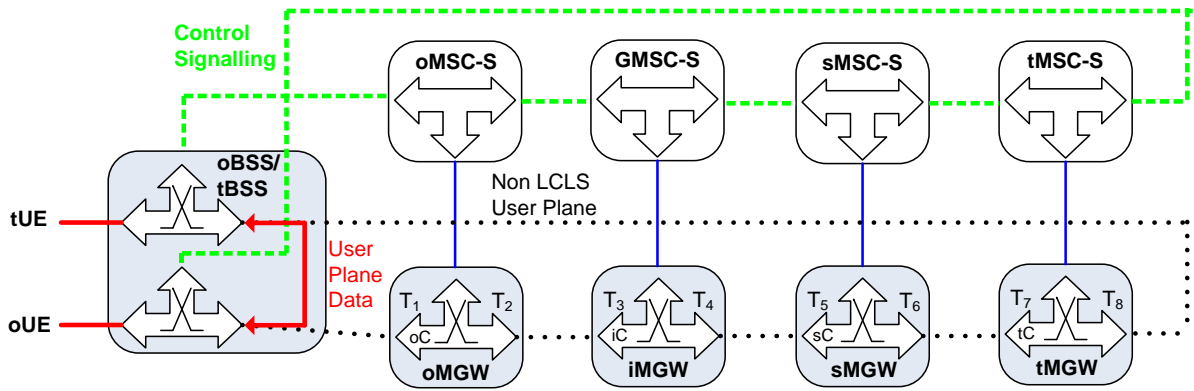 Control
Signalling
oMSC-S
GMSC-S
sMSC-S
tMSC-S
oBSS/
tBSS
Non LCLS
User Plane
tUE
User
Plane
Data
oUE
T1
T2
oC
oMGW
T3
T4
iC
iMGW
T5
T6
sC
sMGW
T7
T8
tC
tMGW